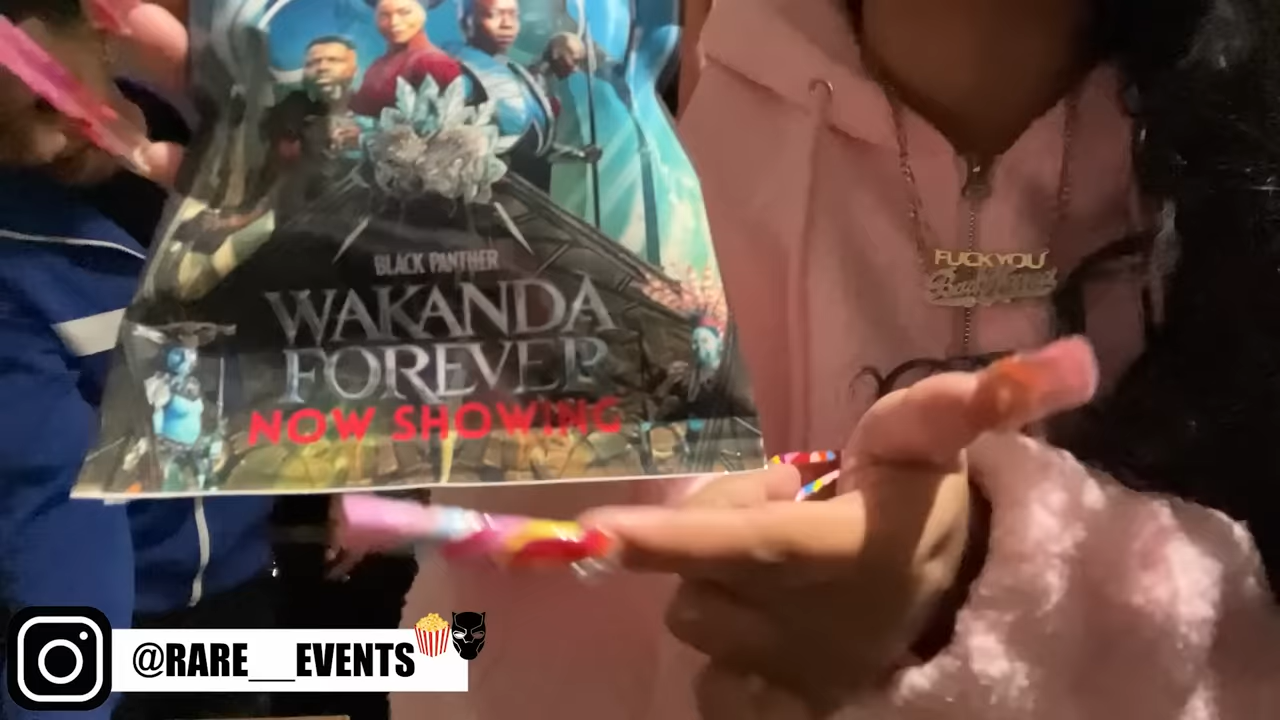 BLACK PANTHER
WAKANDA
FOREVER
NOW SHOWING
FUCK YOU
@RARE__EVENTS